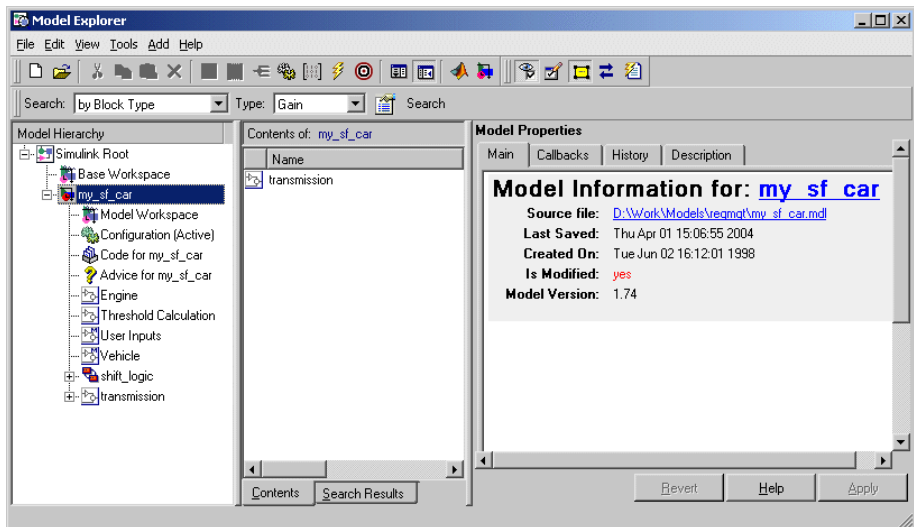 Model Explorer
File Edit View Tools Add Help
Search: by Block Type Type: Gain Search
Model Hierarchy
Simulink Root
Base Workspace
my_sf_car
Model Workspace
Configuration (Active)
Code for my_sf_car
Advice for my_sf_car
Engine
Threshold Calculation
User Inputs
Vehicle
shift_logic
transmission
Contents of: my_sf_car
Name
transmission
Contents Search Results
Model Properties
Main Callbacks History Description
Model Information for: my_sf_car
Source file: D:\Work\Models\reqmgt\my_sf_car.mdl
Last Saved: Thu Apr 01 15:06:55 2004
Created On: Tue Jun 02 16:12:01 1998
Is Modified: yes
Model Version: 1.74
Revert Help Apply